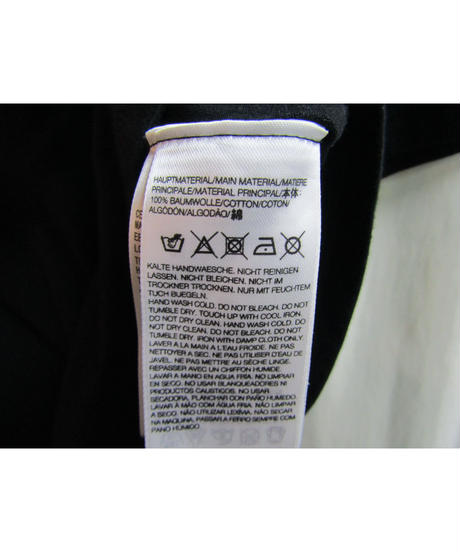 HAUPTMATERIAL/MAIN MATERIAL/MATIERE
PRINCIPALE/MATERIAL PRINCIPAL/本体:
100% BAUMWOLLE/COTTON/COTON/
ALGODÓN/ALGODÃO/綿
KALTE HANDWAESCHE. NICHT REINIGEN
LASSEN. NICHT BLEICHEN. NICHT IM
TROCKNER TROCKNEN. NUR MIT FEUCHTEM
TUCH BUEGELN.
HAND WASH COLD. DO NOT BLEACH. DO NOT
TUMBLE DRY. TOUCH UP WITH COOL IRON.
DO NOT DRY CLEAN. HAND WASH COLD. DO
NOT DRY CLEAN. DO NOT BLEACH. DO NOT
TUMBLE DRY. IRON WITH DAMP CLOTH ONLY.
LAVER À LA MAIN A L'EAU FROIDE. NE PAS
NETTOYER A SEC. NE PAS UTILISER D'EAU DE
JAVEL. NE PAS METTRE AU SÈCHE LINGE.
REPASSER AVEC UN CHIFFON HUMIDE.
LAVAR A MANO EN AGUA FRIA. NO LIMPIAR
EN SECO. NO USAR BLANQUEADORES NI
PRODUCTOS CAUSTICOS. NO USAR
SECADORA, PLANCHAR CON PAÑO HUMEDO.
LAVAR À MÃO COM ÁGUA FRIA. NÃO LIMPAR
A SECO. NÃO UTILIZAR LEXÍVIA. NÃO SEGAR
NA MAQUINA, PASSAR A FERRO SEMPRE COM
PANO HÚMIDO